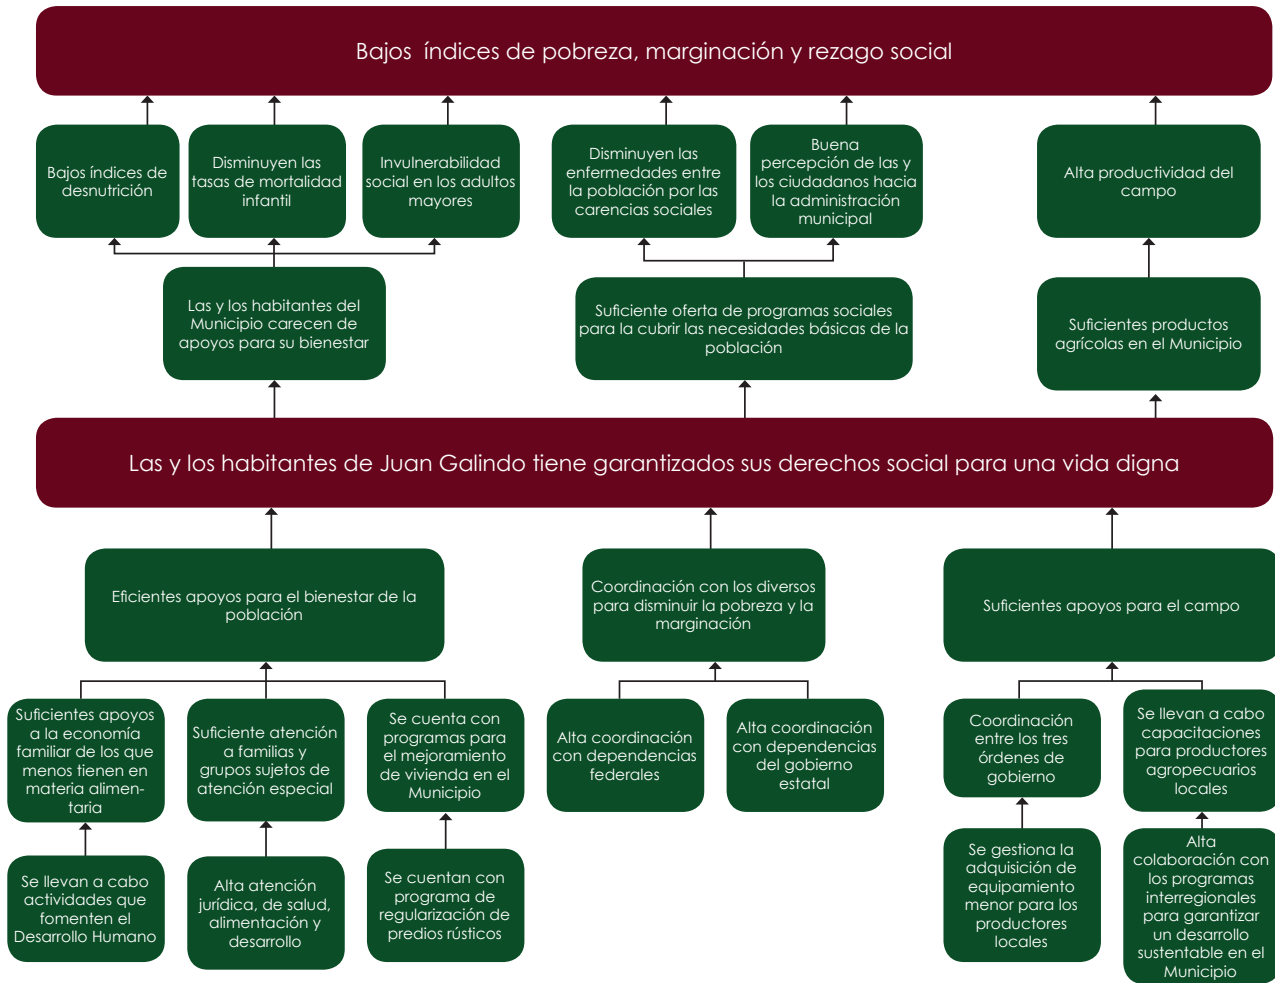 Bajos índices de pobreza, marginación y rezago social
Bajos índices de
desnutrición
Disminuyen las
tasas de mortalidad
infantil
Invulnerabilidad
social en los adultos
mayores
Disminuyen las
enfermedades entre
la población por las
carencias sociales
Buena
percepción de las y
los ciudadanos hacia
la administración
municipal
Alta productividad del
campo
Las y los habitantes del
Municipio carecen de
apoyos para su bienestar
Suficiente oferta de programas sociales
para la cubrir las necesidades básicas de la
población
Suficientes productos
agrícolas en el Municipio
Las y los habitantes de Juan Galindo tiene garantizados sus derechos social para una vida digna
Eficientes apoyos para el bienestar de la
población
Coordinación con los diversos
para disminuir la pobreza y la
marginación
Suficientes apoyos para el campo
Suficientes apoyos
a la economía
familiar de los que
menos tienen en
materia alimen-
taria
Suficiente atención
a familias y
grupos sujetos de
atención especial
Se cuenta con
programas para
el mejoramiento
de vivienda en el
Municipio
Alta coordinación
con dependencias
federales
Alta coordinación
con dependencias
del gobierno
estatal
Coordinación
entre los tres
órdenes de
gobierno
Se llevan a cabo
capacitaciones
para productores
agropecuarios
locales
Se llevan a cabo
actividades que
fomenten el
Desarrollo Humano
Alta atención
jurídica, de salud,
alimentación y
desarrollo
Se cuentan con
programa de
regularización de
predios rústicos
Se gestiona la
adquisición de
equipamiento
menor para los
productores
locales
Alta
colaboración con
los programas
interregionales
para garantizar
un desarrollo
sustentable en el
Municipio